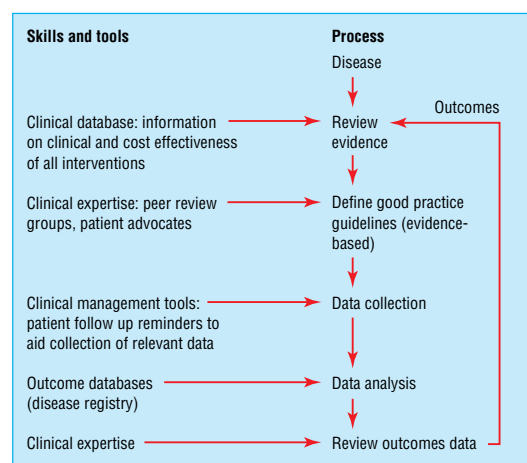 Skills and tools
Process
Disease
Outcomes
Clinical database: information
on clinical and cost effectiveness
of all interventions
Review
evidence
Clinical expertise: peer review
groups, patient advocates
Define good practice
guidelines (evidence-
based)
Clinical management tools:
patient follow up reminders to
aid collection of relevant data
Data collection
Outcome databases
(disease registry)
Data analysis
Clinical expertise
Review outcomes data